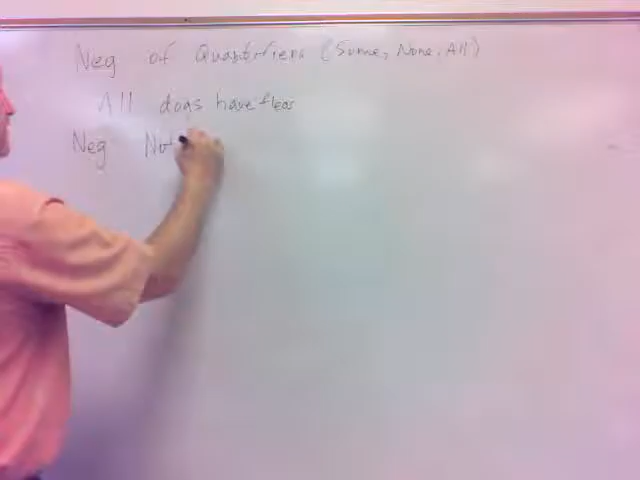 Neg of Quantifiers (Some, None, All)
All dogs have fleas
Neg Not